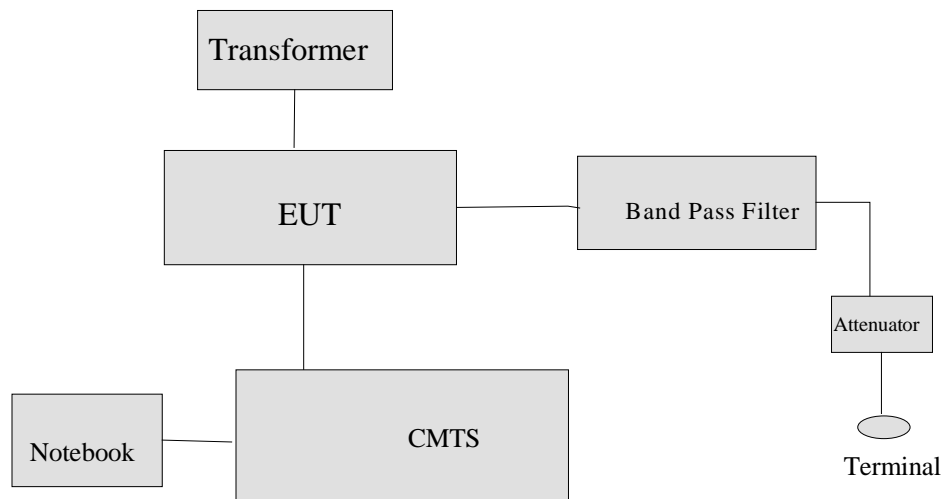 Transformer
EUT
Band Pass Filter
Attenuator
Notebook
CMTS
Terminal